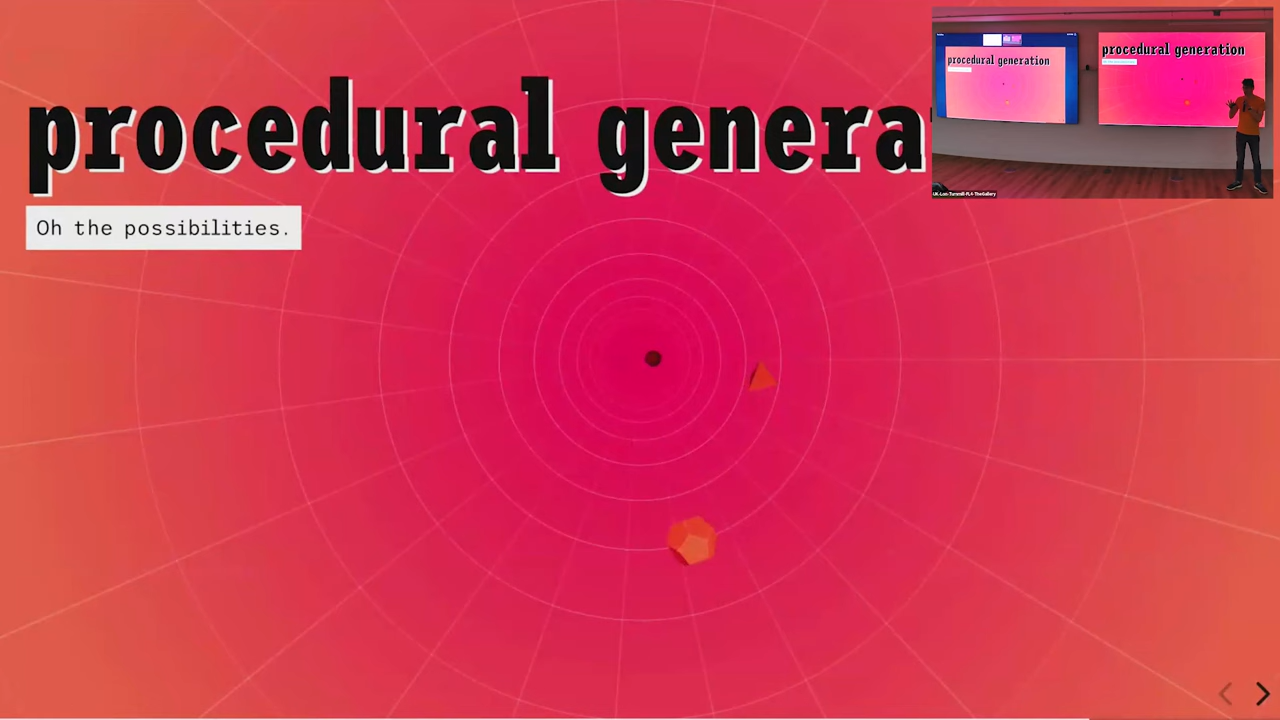 procedural genera
Oh the possibilities.
procedural generation
procedural generation